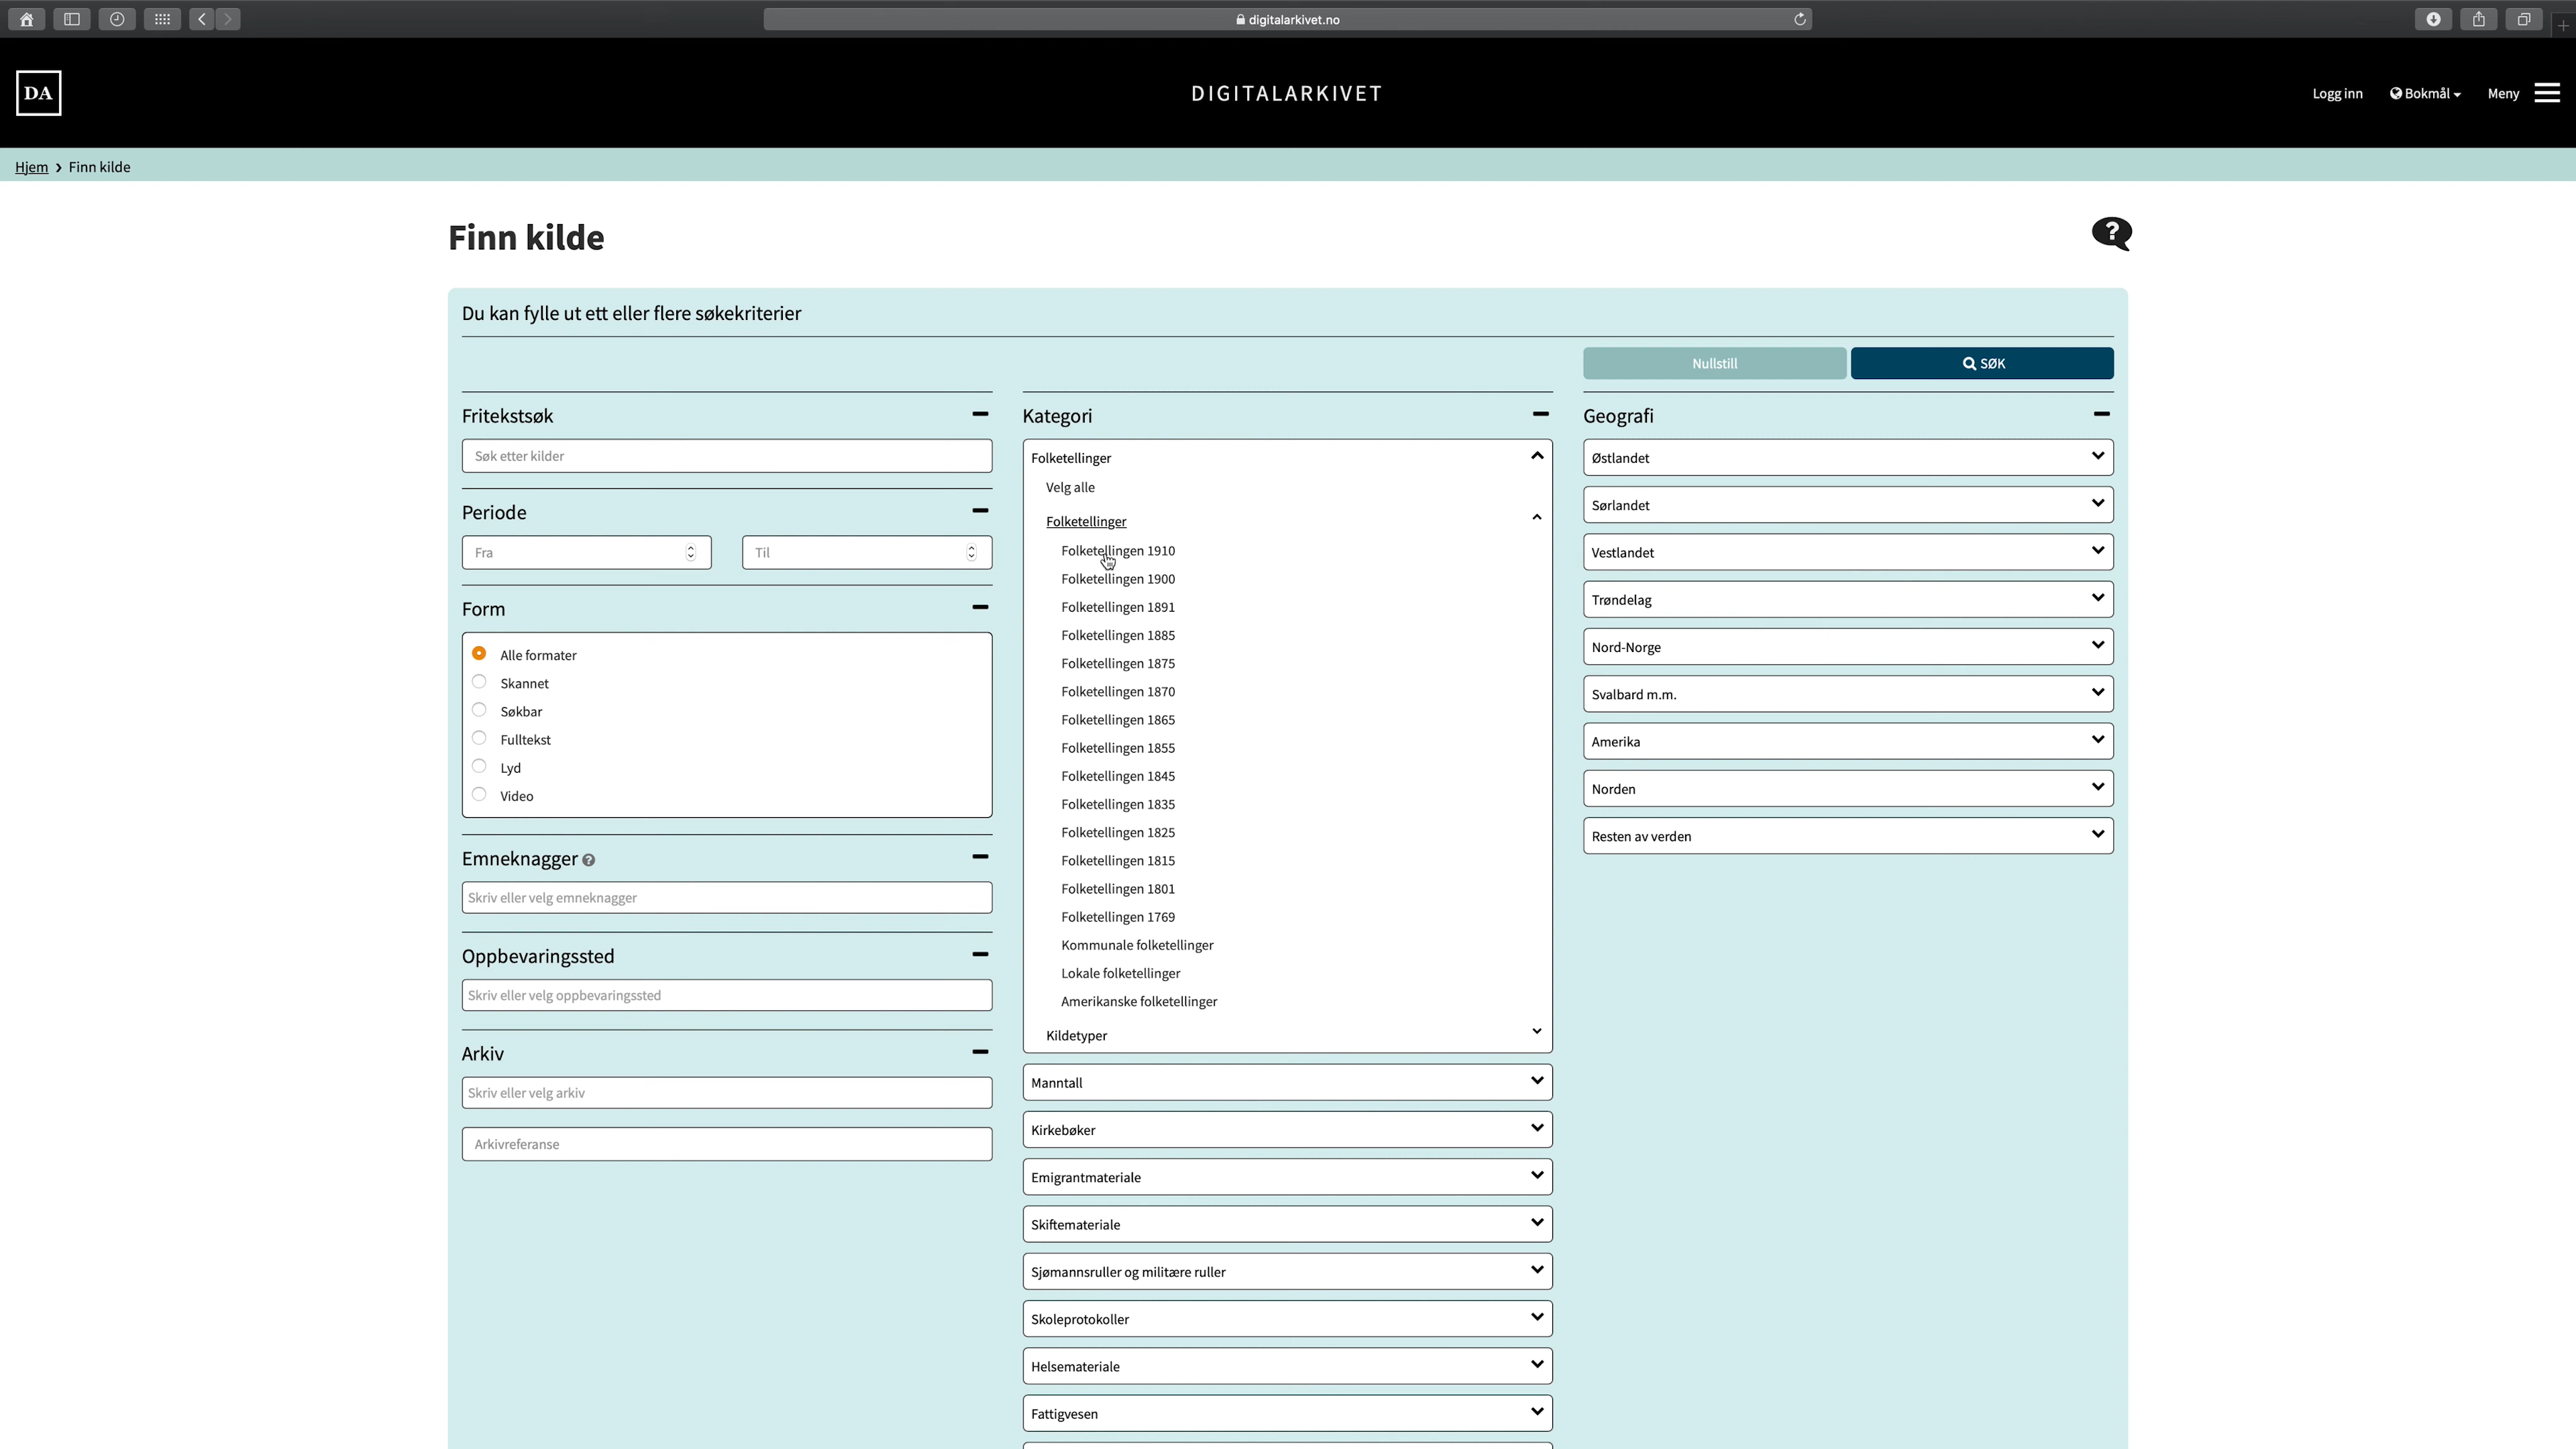 digitalarkivet.no
DA
DIGITALARKIVET
Logg inn
Bokmål
Meny
Hjem › Finn kilde
Finn kilde
?
Du kan fylle ut ett eller flere søkekriterier
Nullstill
SØK
Fritekstsøk
Søk etter kilder
Periode
Fra
Til
Form
Alle formater
Skannet
Søkbar
Fulltekst
Lyd
Video
Emneknagger ?
Skriv eller velg emneknagger
Oppbevaringssted
Skriv eller velg oppbevaringssted
Arkiv
Skriv eller velg arkiv
Arkivreferanse
Kategori
Folketellinger
Velg alle
Folketellinger
Folketellingen 1910
Folketellingen 1900
Folketellingen 1891
Folketellingen 1885
Folketellingen 1875
Folketellingen 1870
Folketellingen 1865
Folketellingen 1855
Folketellingen 1845
Folketellingen 1835
Folketellingen 1825
Folketellingen 1815
Folketellingen 1801
Folketellingen 1769
Kommunale folketellinger
Lokale folketellinger
Amerikanske folketellinger
Kildetyper
Manntall
Kirkebøker
Emigrantmateriale
Skiftemateriale
Sjømannsruller og militære ruller
Skoleprotokoller
Helsemateriale
Fattigvesen
Geografi
Østlandet
Sørlandet
Vestlandet
Trøndelag
Nord-Norge
Svalbard m.m.
Amerika
Norden
Resten av verden